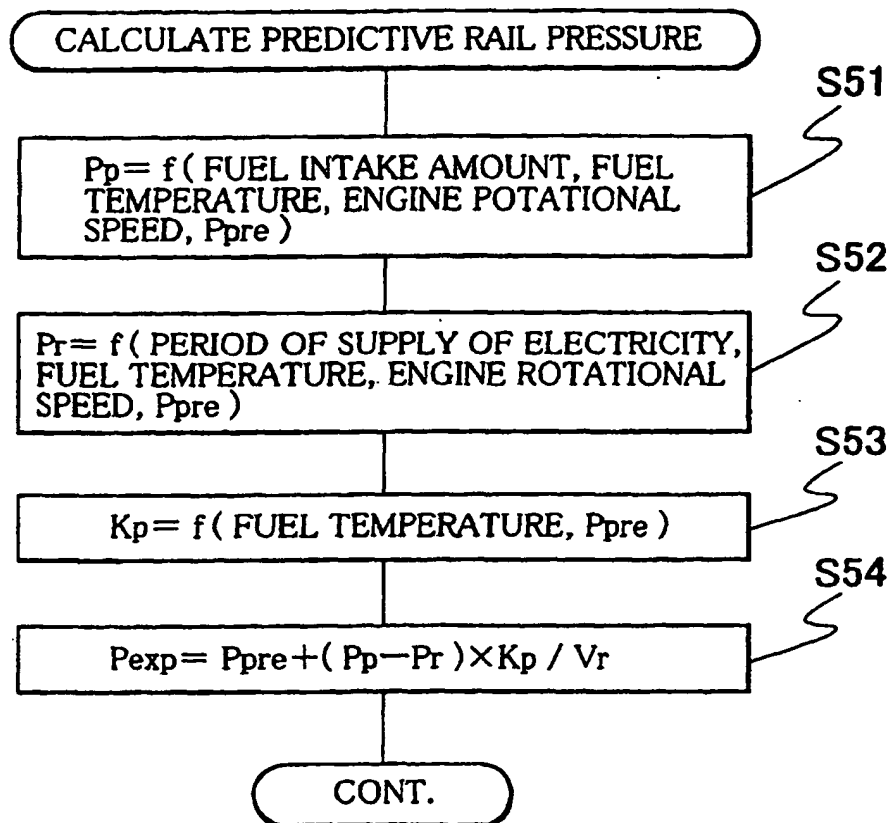 CALCULATE PREDICTIVE RAIL PRESSURE
S51
Pp= f( FUEL INTAKE AMOUNT, FUEL
TEMPERATURE, ENGINE POTATIONAL
SPEED, Ppre )
S52
Pr= f( PERIOD OF SUPPLY OF ELECTRICITY,
FUEL TEMPERATURE, ENGINE ROTATIONAL
SPEED, Ppre )
S53
Kp= f( FUEL TEMPERATURE, Ppre )
S54
Pexp= Ppre+( Pp−Pr )×Kp / Vr
CONT.